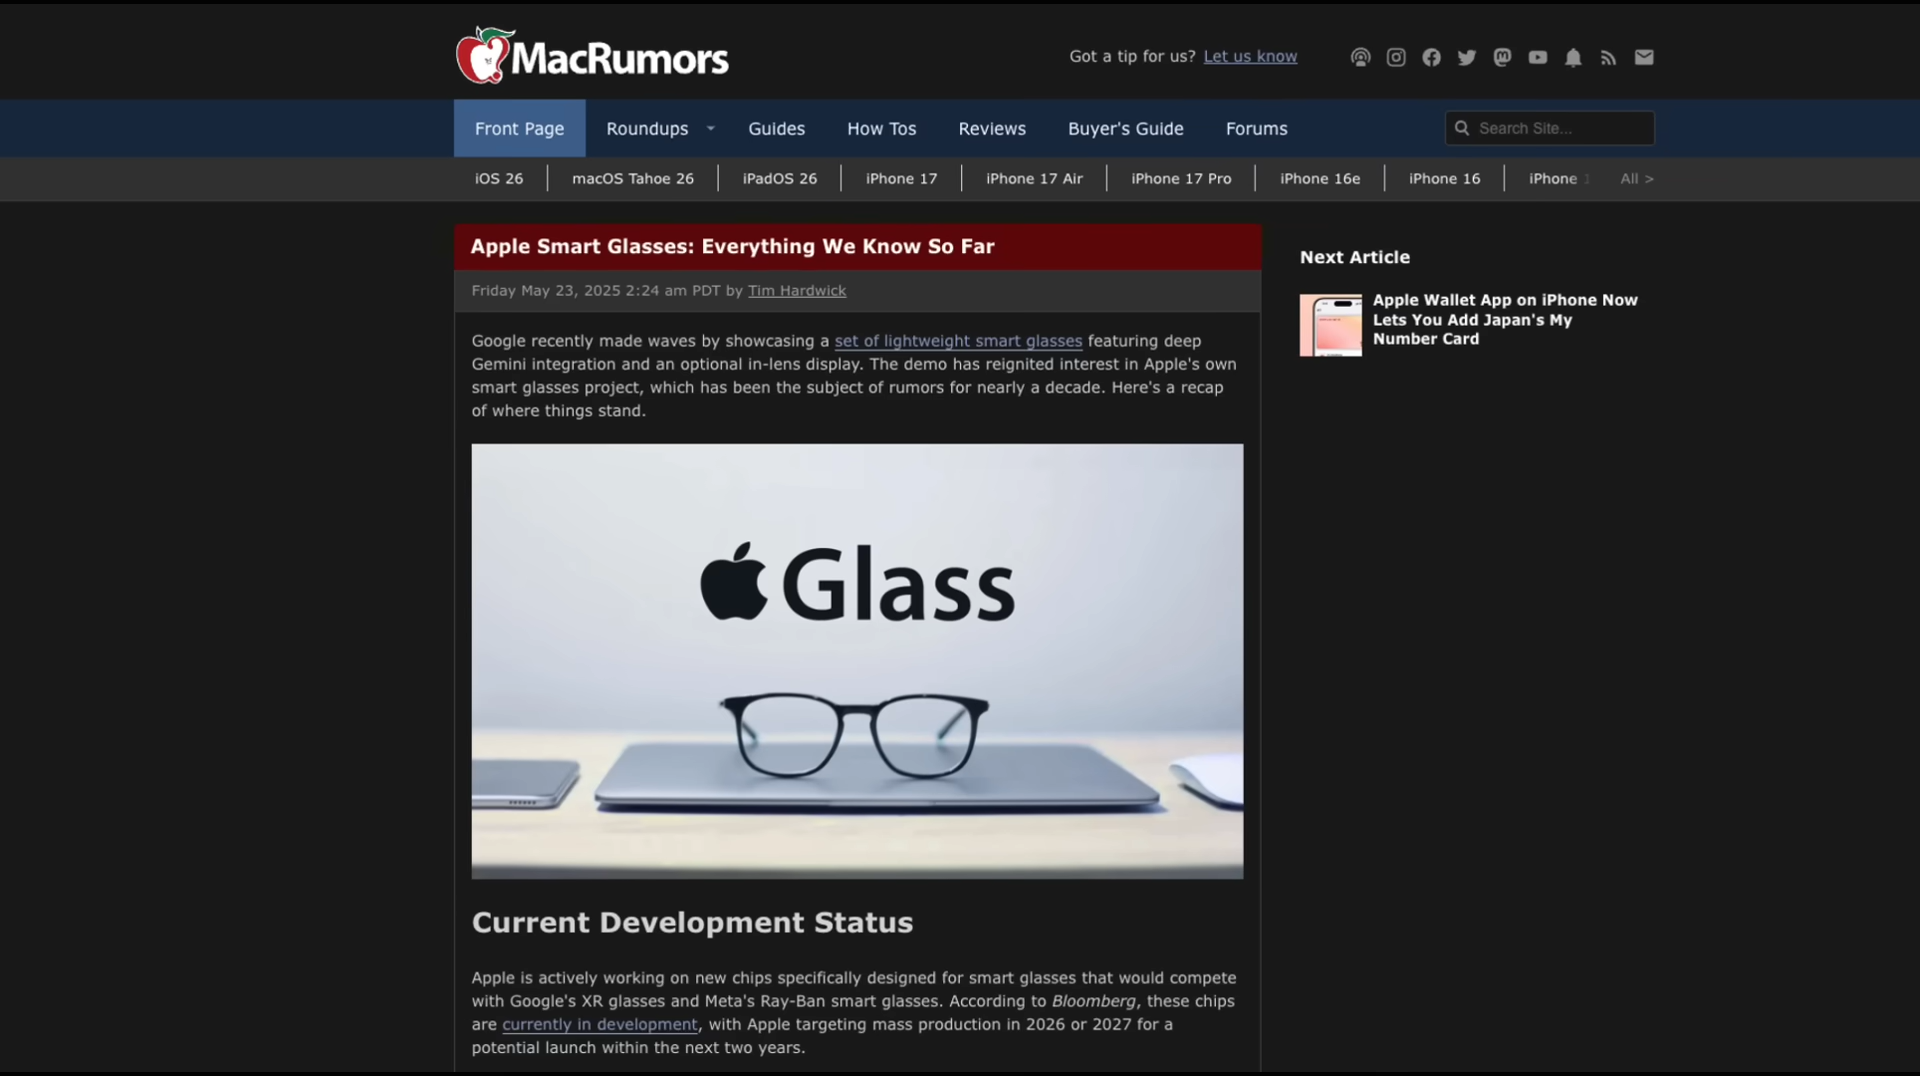 MacRumors
Got a tip for us? Let us know
Front Page
Roundups
Guides
How Tos
Reviews
Buyer's Guide
Forums
Search Site...
iOS 26
macOS Tahoe 26
iPadOS 26
iPhone 17
iPhone 17 Air
iPhone 17 Pro
iPhone 16e
iPhone 16
iPhone
All >
Apple Smart Glasses: Everything We Know So Far
Friday May 23, 2025 2:24 am PDT by Tim Hardwick
Google recently made waves by showcasing a set of lightweight smart glasses featuring deep
Gemini integration and an optional in-lens display. The demo has reignited interest in Apple's own
smart glasses project, which has been the subject of rumors for nearly a decade. Here's a recap
of where things stand.
Glass
Current Development Status
Apple is actively working on new chips specifically designed for smart glasses that would compete
with Google's XR glasses and Meta's Ray-Ban smart glasses. According to Bloomberg, these chips
are currently in development, with Apple targeting mass production in 2026 or 2027 for a
potential launch within the next two years.
Next Article
Apple Wallet App on iPhone Now
Lets You Add Japan's My
Number Card